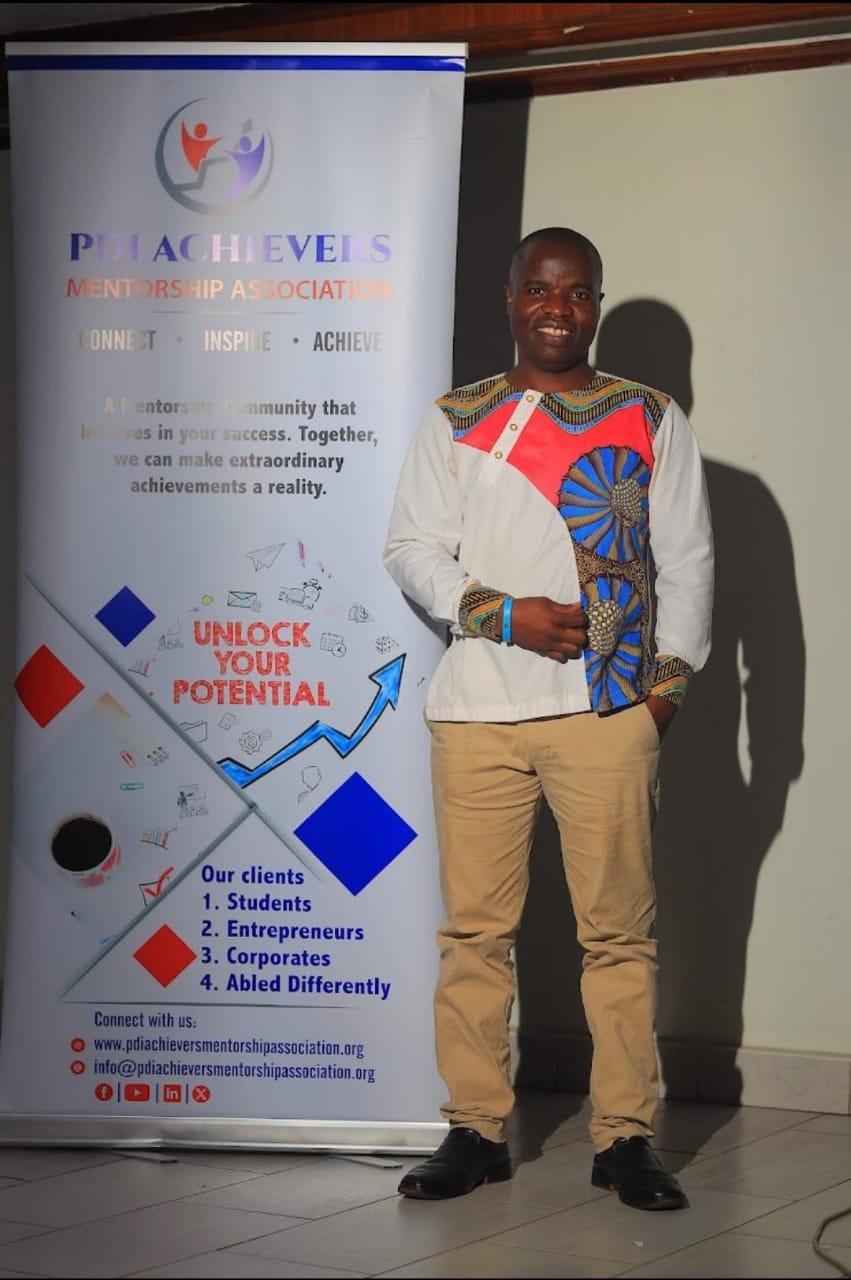 PDI ACHIEVERS
MENTORSHIP ASSOCIATION
CONNECT • INSPIRE • ACHIEVE
A Mentorship Community that
believes in your success. Together,
we can make extraordinary
achievements a reality.
UNLOCK
YOUR
POTENTIAL
Our clients
1. Students
2. Entrepreneurs
3. Corporates
4. Abled Differently
Connect with us:
www.pdiachieversmentorshipassociation.org
info@pdiachieversmentorshipassociation.org